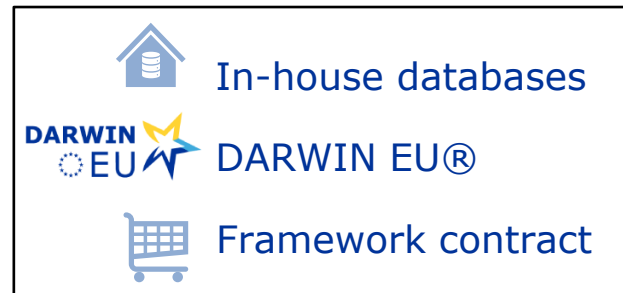 In-house databases
DARWIN
EU
DARWIN EU®
Framework contract